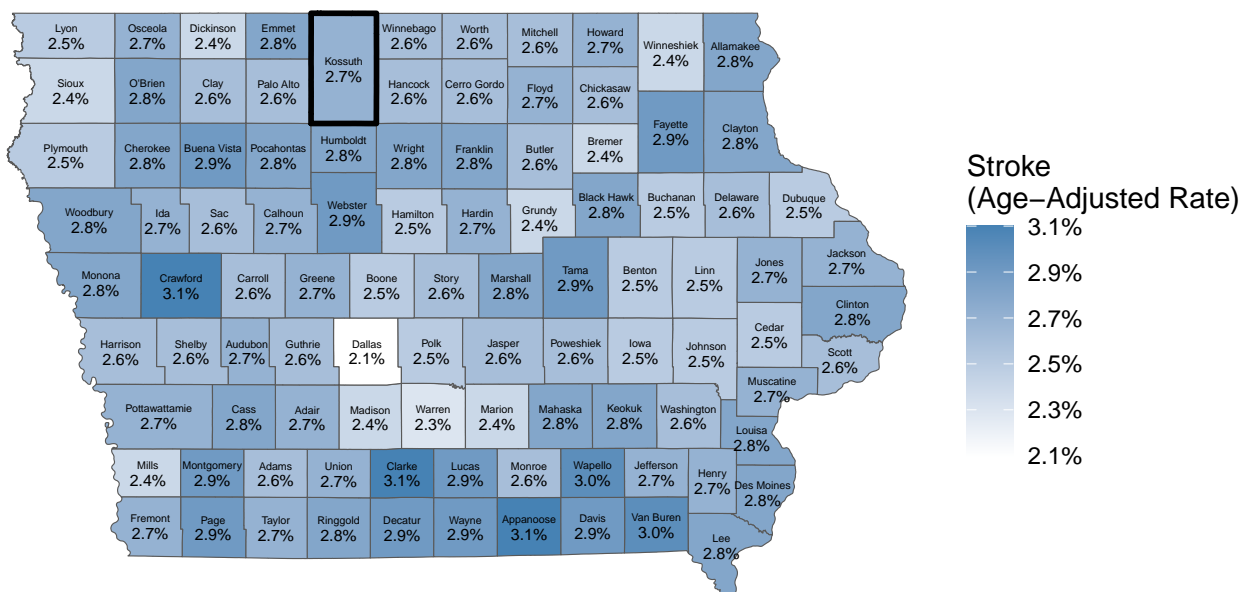 Lyon
2.5%
Osceola
2.7%
Dickinson
2.4%
Emmet
2.8%
Kossuth
2.7%
Winnebago
2.6%
Worth
2.6%
Mitchell
2.6%
Howard
2.7%
Winneshiek
2.4%
Allamakee
2.8%
Sioux
2.4%
O'Brien
2.8%
Clay
2.6%
Palo Alto
2.6%
Hancock
2.6%
Cerro Gordo
2.6%
Floyd
2.7%
Chickasaw
2.6%
Fayette
2.9%
Clayton
2.8%
Plymouth
2.5%
Cherokee
2.8%
Buena Vista
2.9%
Pocahontas
2.8%
Humboldt
2.8%
Wright
2.8%
Franklin
2.8%
Butler
2.6%
Bremer
2.4%
Woodbury
2.8%
Ida
2.7%
Sac
2.6%
Calhoun
2.7%
Webster
2.9%
Hamilton
2.5%
Hardin
2.7%
Grundy
2.4%
Black Hawk
2.8%
Buchanan
2.5%
Delaware
2.6%
Dubuque
2.5%
Monona
2.8%
Crawford
3.1%
Carroll
2.6%
Greene
2.7%
Boone
2.5%
Story
2.6%
Marshall
2.8%
Tama
2.9%
Benton
2.5%
Linn
2.5%
Jones
2.7%
Jackson
2.7%
Clinton
2.8%
Harrison
2.6%
Shelby
2.6%
Audubon
2.7%
Guthrie
2.6%
Dallas
2.1%
Polk
2.5%
Jasper
2.6%
Poweshiek
2.6%
Iowa
2.5%
Johnson
2.5%
Cedar
2.5%
Scott
2.6%
Muscatine
2.7%
Pottawattamie
2.7%
Cass
2.8%
Adair
2.7%
Madison
2.4%
Warren
2.3%
Marion
2.4%
Mahaska
2.8%
Keokuk
2.8%
Washington
2.6%
Louisa
2.8%
Mills
2.4%
Montgomery
2.9%
Adams
2.6%
Union
2.7%
Clarke
3.1%
Lucas
2.9%
Monroe
2.6%
Wapello
3.0%
Jefferson
2.7%
Henry
2.7%
Des Moines
2.8%
Fremont
2.7%
Page
2.9%
Taylor
2.7%
Ringgold
2.8%
Decatur
2.9%
Wayne
2.9%
Appanoose
3.1%
Davis
2.9%
Van Buren
3.0%
Lee
2.8%
Stroke
(Age−Adjusted Rate)
3.1%
2.9%
2.7%
2.5%
2.3%
2.1%